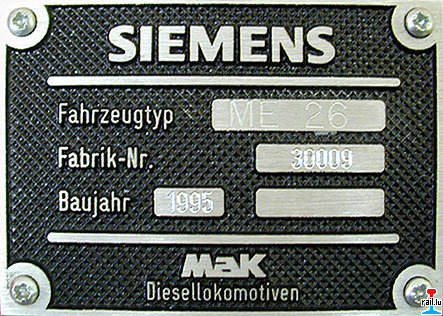 SIEMENS
Fahrzeugtyp ME 26
Fabrik-Nr. 30009
Baujahr 1995
MaK
Diesellokomotiven
rail.lu